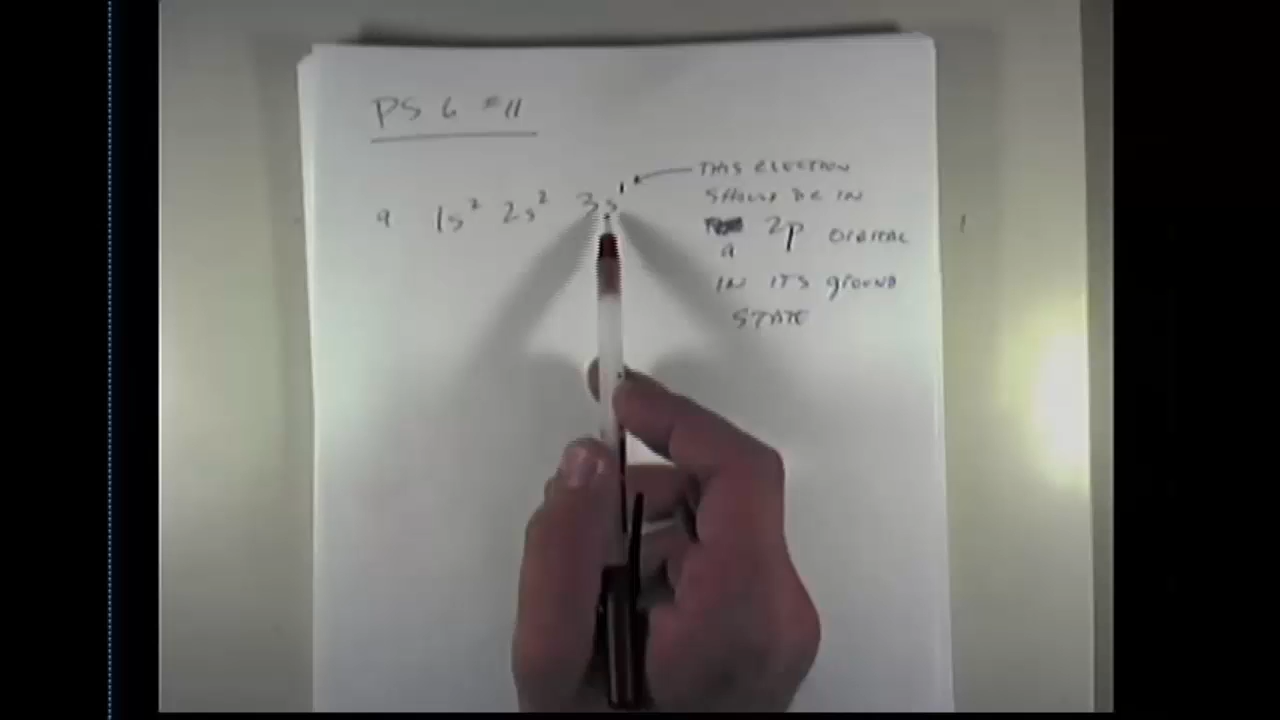 PS 6 #11
a 1s² 2s² 3s¹
THIS ELECTRON
SHOULD BE IN
a 2p ORBITAL
IN ITS GROUND
STATE